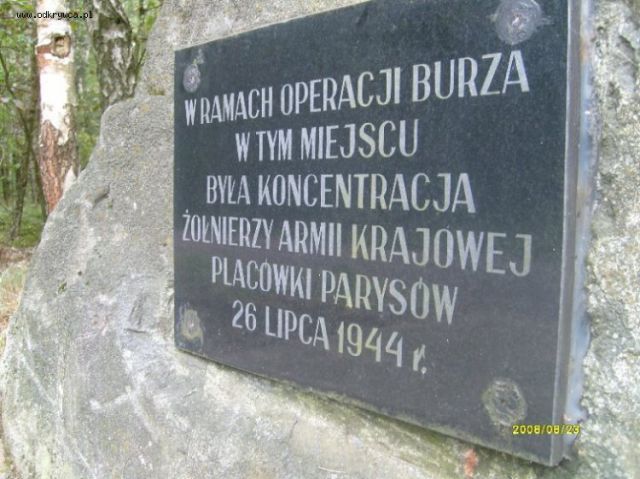 www.odkrywca.pl
W RAMACH OPERACJI BURZA
W TYM MIEJSCU
BYŁA KONCENTRACJA
ŻOŁNIERZY ARMII KRAJOWEJ
PLACÓWKI PARYSÓW
26 LIPCA 1944 r.
2008/08/23